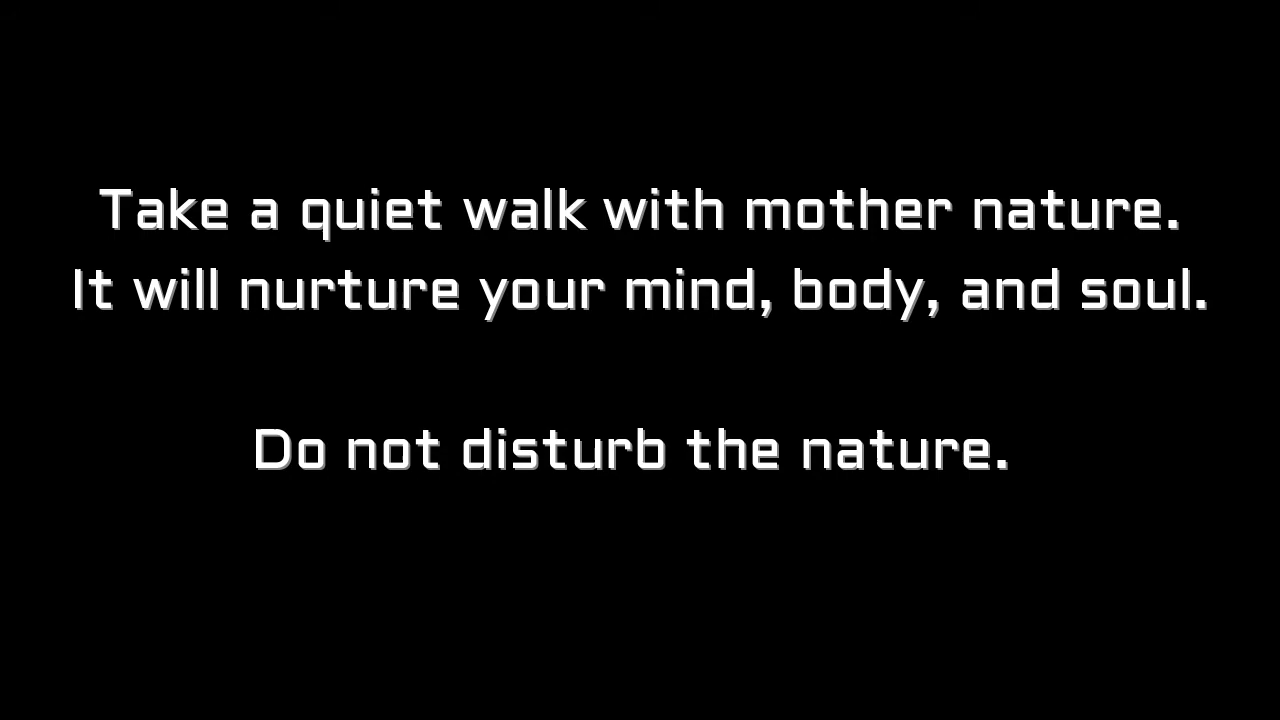 Take a quiet walk with mother nature.
It will nurture your mind, body, and soul.
Do not disturb the nature.